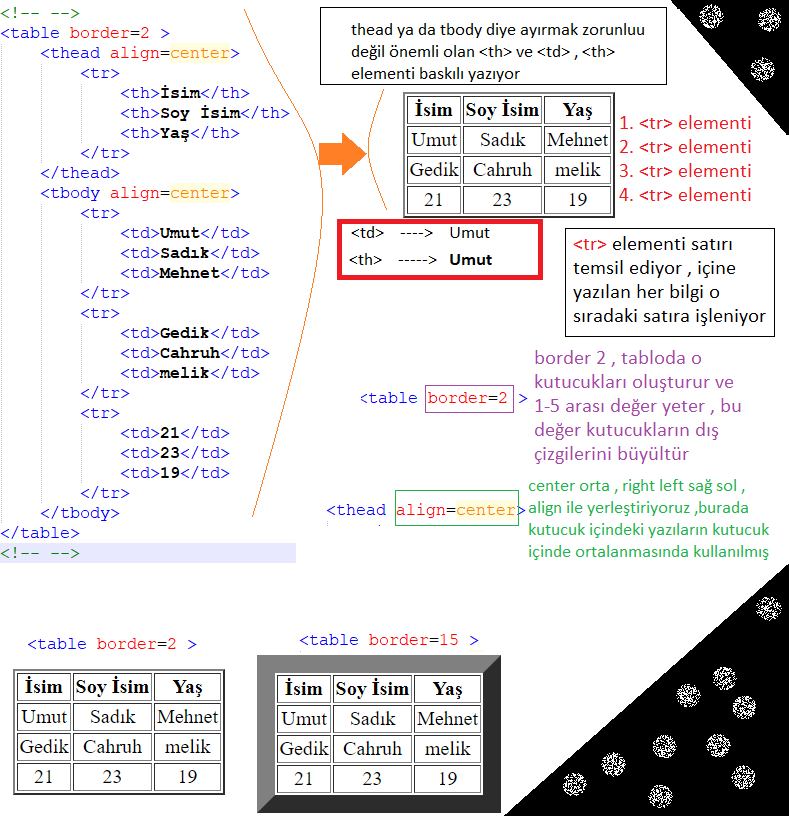 <!-- -->
<table border=2 >
<thead align=center>
<tr>
<th>İsim</th>
<th>Soy İsim</th>
<th>Yaş</th>
</tr>
</thead>
<tbody align=center>
<tr>
<td>Umut</td>
<td>Sadık</td>
<td>Mehnet</td>
</tr>
<tr>
<td>Gedik</td>
<td>Cahruh</td>
<td>melik</td>
</tr>
<tr>
<td>21</td>
<td>23</td>
<td>19</td>
</tr>
</tbody>
</table>
<!-- -->
thead ya da tbody diye ayırmak zorunluu
değil önemli olan <th> ve <td> , <th>
elementi baskılı yazıyor
İsim Soy İsim Yaş
Umut Sadık Mehnet
Gedik Cahruh melik
21 23 19
1. <tr> elementi
2. <tr> elementi
3. <tr> elementi
4. <tr> elementi
<td> ----> Umut
<th> -----> Umut
<tr> elementi satırı
temsil ediyor , içine
yazılan her bilgi o
sıradaki satıra işleniyor
<table border=2 >
border 2 , tabloda o
kutucukları oluşturur ve
1-5 arası değer yeter , bu
değer kutucukların dış
çizgilerini büyültür
<thead align=center>
center orta , right left sağ sol ,
align ile yerleştiriyoruz ,burada
kutucuk içindeki yazıların kutucuk
içinde ortalanmasında kullanılmış
<table border=2 >
İsim Soy İsim Yaş
Umut Sadık Mehnet
Gedik Cahruh melik
21 23 19
<table border=15 >
İsim Soy İsim Yaş
Umut Sadık Mehnet
Gedik Cahruh melik
21 23 19